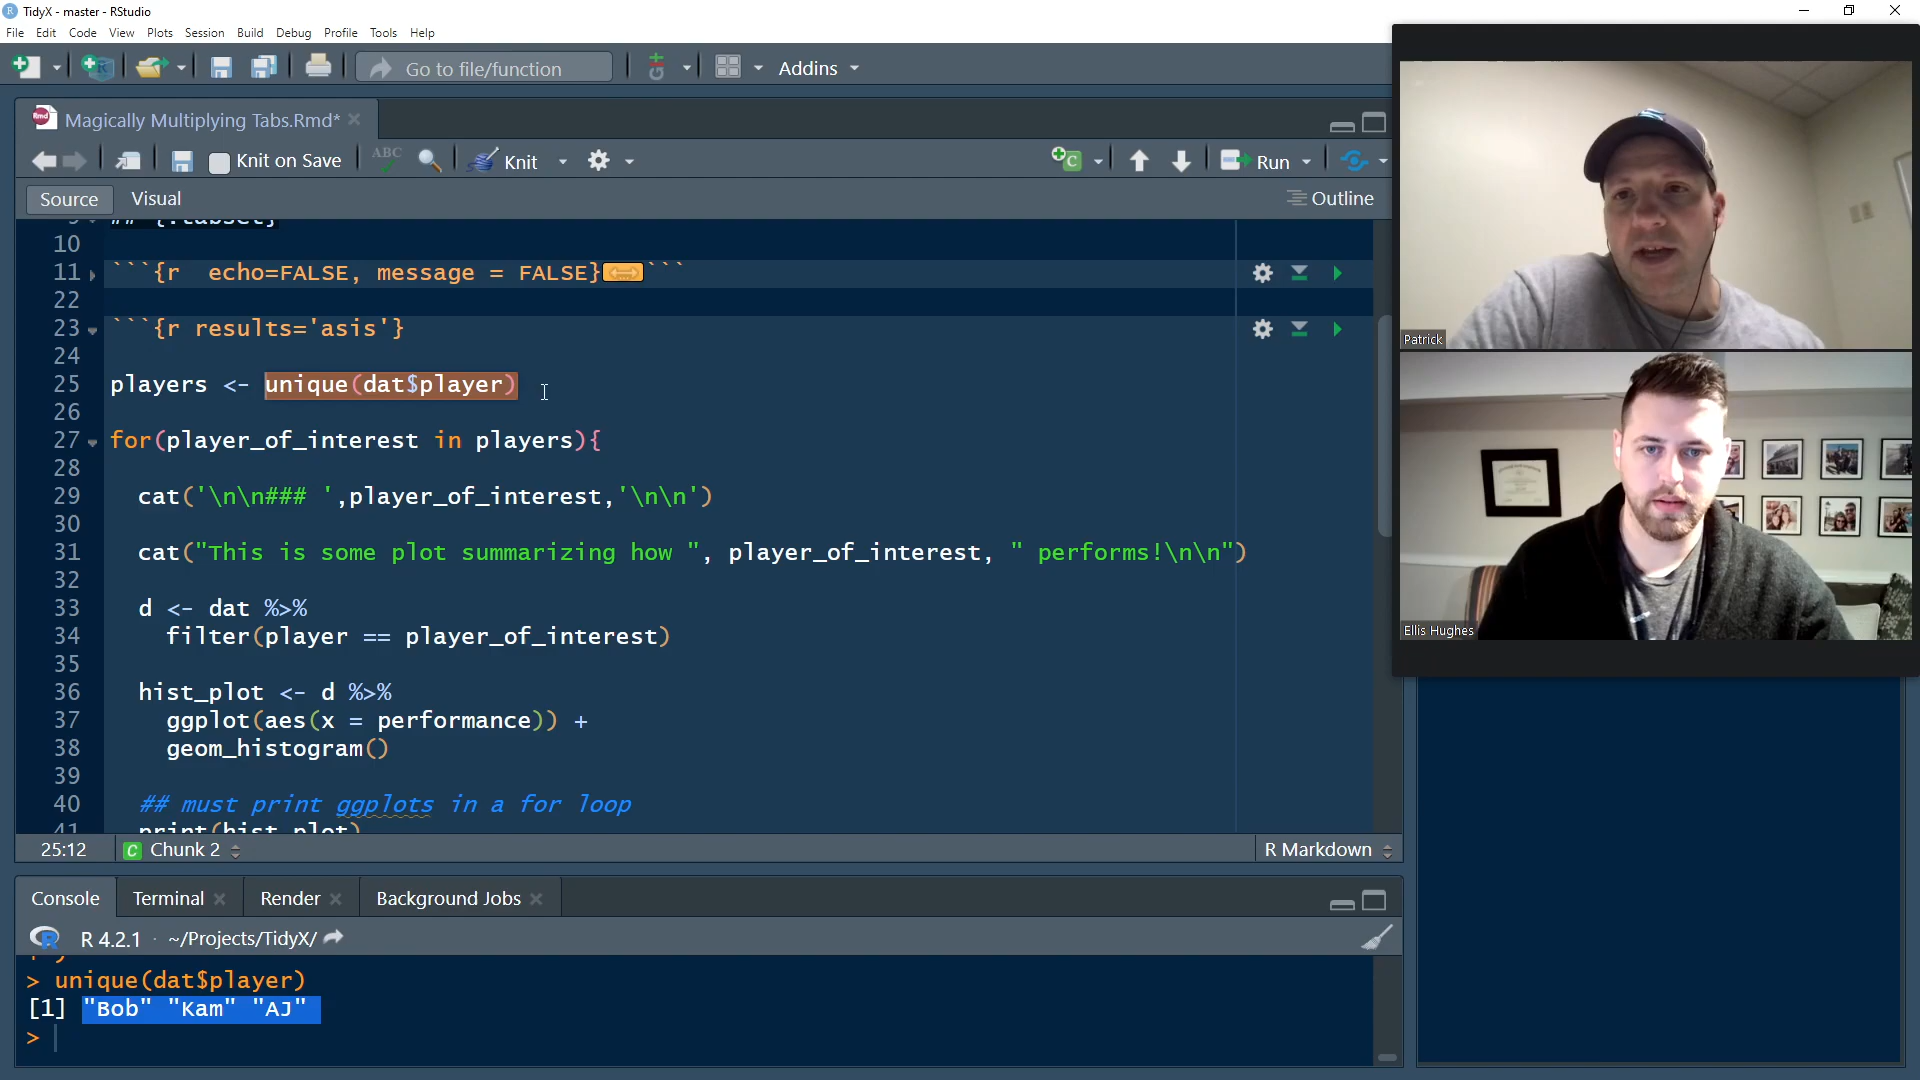 TidyX - master - RStudio
File Edit Code View Plots Session Build Debug Profile Tools Help
Go to file/function
Addins
Magically Multiplying Tabs.Rmd*
Knit on Save
ABC
Knit
Run
Source
Visual
Outline
9 ## {.tabset}
10
11 ```{r  echo=FALSE, message = FALSE}```
22
23 ```{r results='asis'}
24
25 players <- unique(dat$player)
26
27 for(player_of_interest in players){
28
29 cat('\n\n### ',player_of_interest,'\n\n')
30
31 cat("This is some plot summarizing how ", player_of_interest, " performs!\n\n")
32
33 d <- dat %>%
34 filter(player == player_of_interest)
35
36 hist_plot <- d %>%
37 ggplot(aes(x = performance)) +
38 geom_histogram()
39
40 ## must print ggplots in a for loop
41 print(hist_plot)
25:12
C Chunk 2
R Markdown
Console
Terminal
Render
Background Jobs
R 4.2.1 · ~/Projects/TidyX/
> unique(dat$player)
[1] "Bob" "Kam" "AJ"
>
Patrick
Ellis Hughes